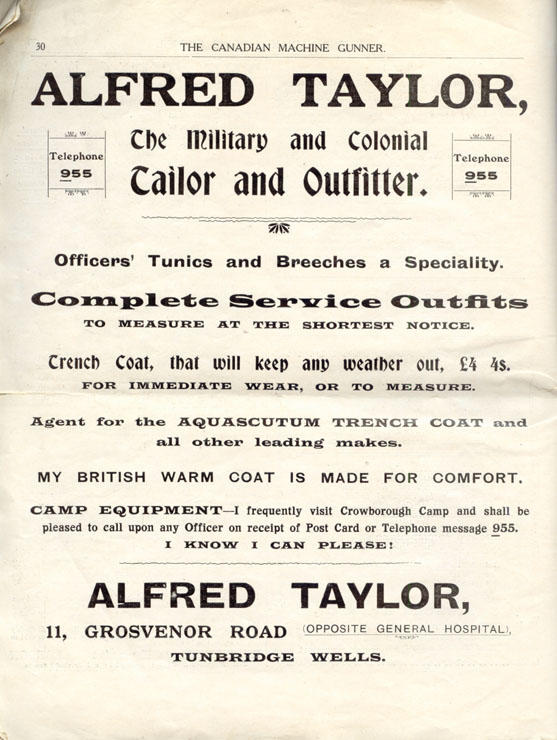 30
THE CANADIAN MACHINE GUNNER.
ALFRED TAYLOR,
The Military and Colonial
Tailor and Outfitter.
Telephone
955
Telephone
955
Officers' Tunics and Breeches a Speciality.
Complete Service Outfits
TO MEASURE AT THE SHORTEST NOTICE.
Trench Coat, that will keep any weather out, £4 4s.
FOR IMMEDIATE WEAR, OR TO MEASURE.
Agent for the AQUASCUTUM TRENCH COAT and
all other leading makes.
MY BRITISH WARM COAT IS MADE FOR COMFORT.
CAMP EQUIPMENT—I frequently visit Crowborough Camp and shall be
pleased to call upon any Officer on receipt of Post Card or Telephone message 955.
I KNOW I CAN PLEASE!
ALFRED TAYLOR,
11, GROSVENOR ROAD (OPPOSITE GENERAL HOSPITAL),
TUNBRIDGE WELLS.